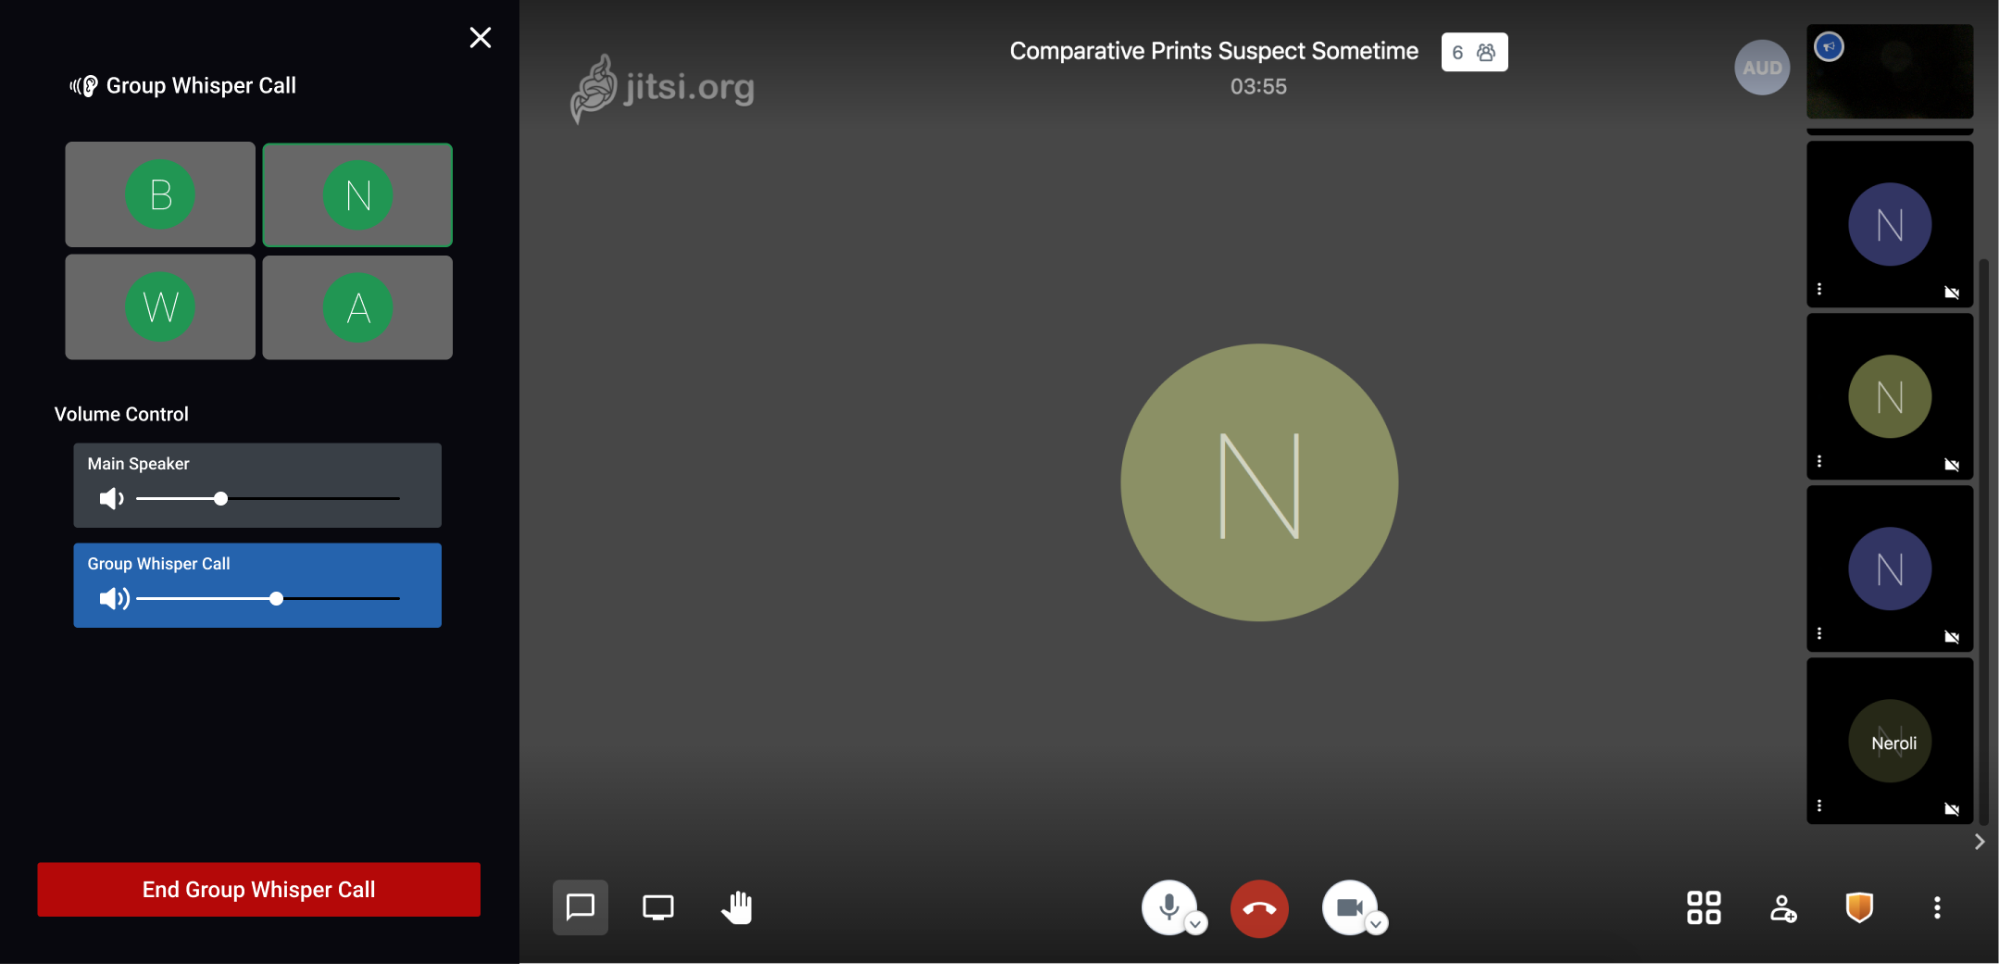 Group Whisper Call
B
N
W
A
Volume Control
Main Speaker
Group Whisper Call
End Group Whisper Call
jitsi.org
Comparative Prints Suspect Sometime
6
03:55
AUD
N
N
N
N
N
Neroli